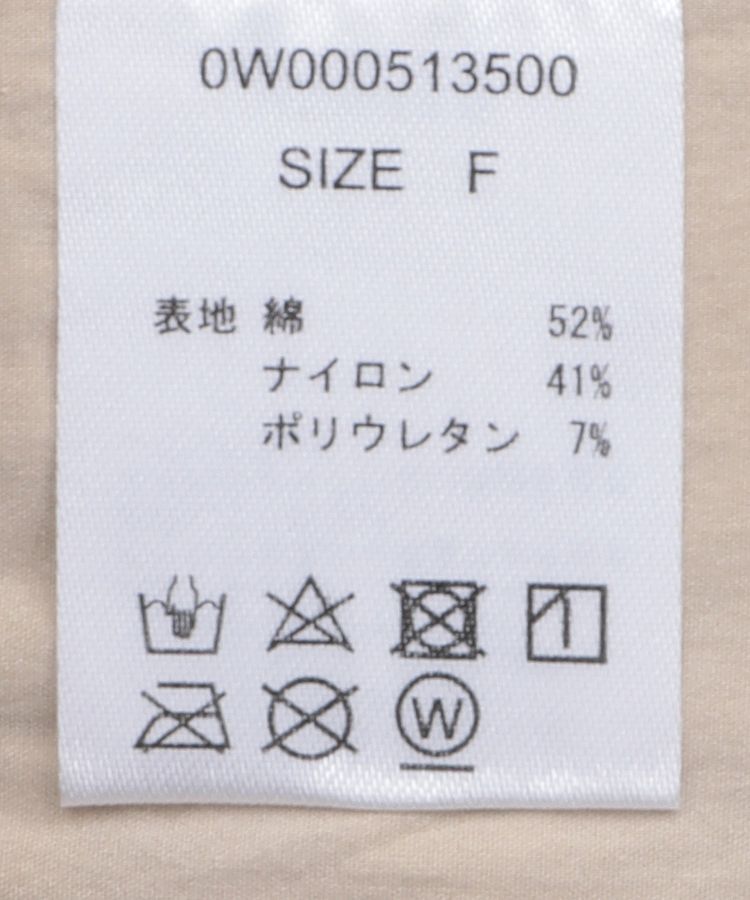 0W000513500
SIZE F
表地 綿 52%
ナイロン 41%
ポリウレタン 7%
W